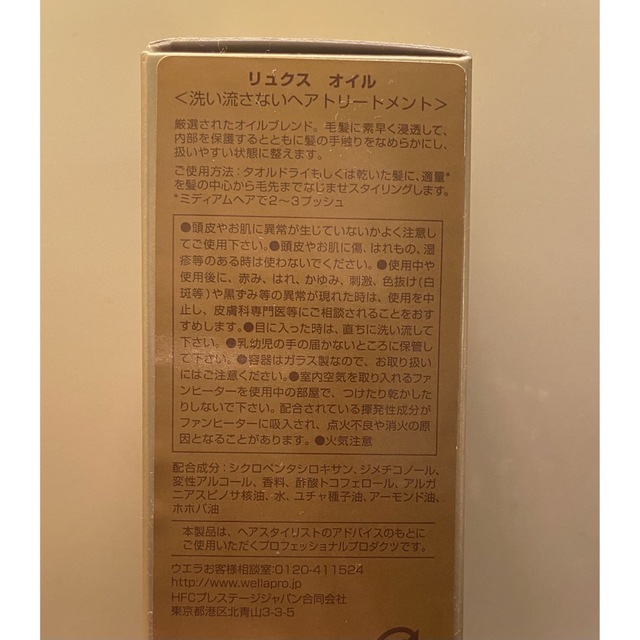 リュクス オイル
＜洗い流さないヘアトリートメント＞
厳選されたオイルブレンド。毛髪に素早く浸透して、
内部を保護するとともに髪の手触りをなめらかにし、
扱いやすい状態に整えます。
ご使用方法：タオルドライもしくは乾いた髪に、適量*
を髪の中心から毛先までなじませスタイリングします。
*ミディアムヘアで2〜3プッシュ
●頭皮やお肌に異常が生じていないかよく注意し
てご使用下さい。●頭皮やお肌に傷、はれもの、湿
疹等のある時は使わないでください。●使用中や
使用後に、赤み、はれ、かゆみ、刺激、色抜け(白
斑等)や黒ずみ等の異常が現れた時は、使用を中
止し、皮膚科専門医等にご相談されることをおす
すめします。●目に入った時は、直ちに洗い流して
下さい。●乳幼児の手の届かないところに保管し
て下さい。●容器はガラス製なので、お取り扱い
にはご注意ください。●室内空気を取り入れるファ
ンヒーターを使用中の部屋で、つけたり乾かした
りしないで下さい。配合されている揮発性成分が
ファンヒーターに吸入され、点火不良や消火の原
因となることがあります。●火気注意
配合成分：シクロペンタシロキサン、ジメチコノール、
変性アルコール、香料、酢酸トコフェロール、アルガ
ニアスピノサ核油、水、ユチャ種子油、アーモンド油、
ホホバ油
本製品は、ヘアスタイリストのアドバイスのもとに
ご使用いただくプロフェッショナルプロダクツです。
ウエラお客様相談室:0120-411524
http://www.wellapro.jp
HFCプレステージジャパン合同会社
東京都港区北青山3-3-5